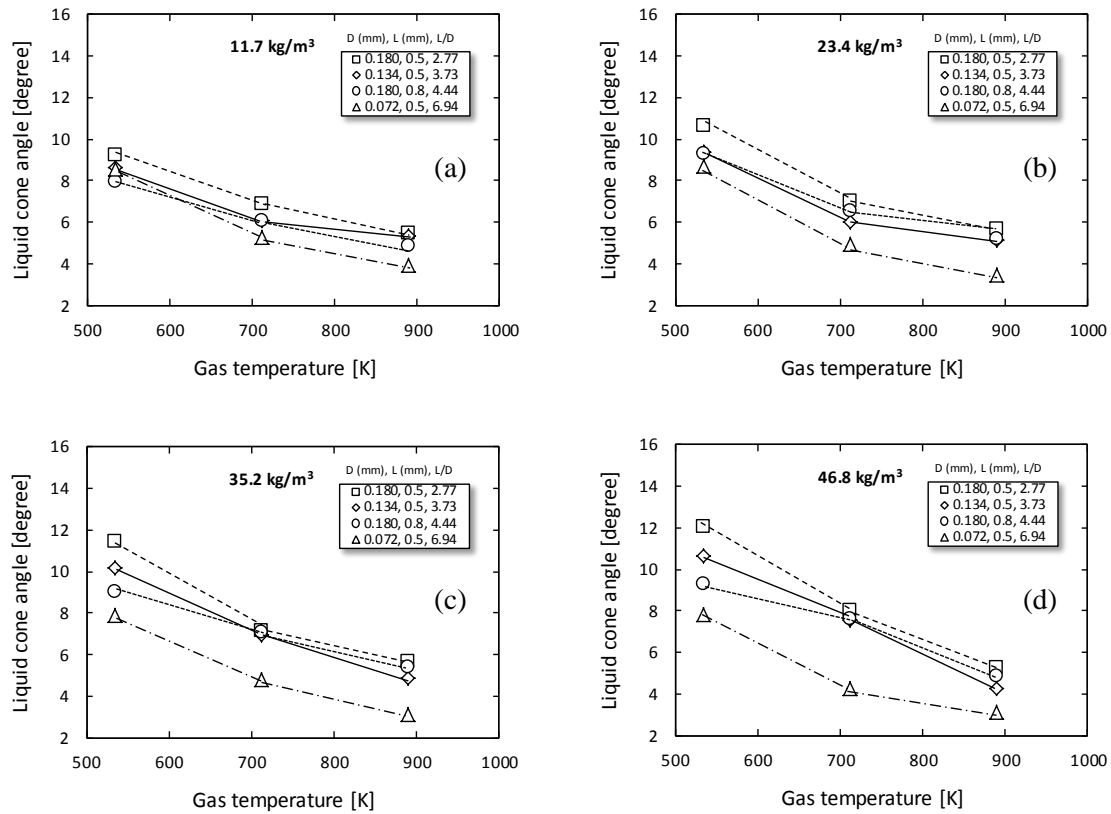 11.7 kg/m³
D (mm), L (mm), L/D
0.180, 0.5, 2.77
0.134, 0.5, 3.73
0.180, 0.8, 4.44
0.072, 0.5, 6.94
(a)
16
14
12
10
8
6
4
2
Liquid cone angle [degree]
500 600 700 800 900 1000
Gas temperature [K]
23.4 kg/m³
D (mm), L (mm), L/D
0.180, 0.5, 2.77
0.134, 0.5, 3.73
0.180, 0.8, 4.44
0.072, 0.5, 6.94
(b)
16
14
12
10
8
6
4
2
Liquid cone angle [degree]
500 600 700 800 900 1000
Gas temperature [K]
35.2 kg/m³
D (mm), L (mm), L/D
0.180, 0.5, 2.77
0.134, 0.5, 3.73
0.180, 0.8, 4.44
0.072, 0.5, 6.94
(c)
16
14
12
10
8
6
4
2
Liquid cone angle [degree]
500 600 700 800 900 1000
Gas temperature [K]
46.8 kg/m³
D (mm), L (mm), L/D
0.180, 0.5, 2.77
0.134, 0.5, 3.73
0.180, 0.8, 4.44
0.072, 0.5, 6.94
(d)
16
14
12
10
8
6
4
2
Liquid cone angle [degree]
500 600 700 800 900 1000
Gas temperature [K]